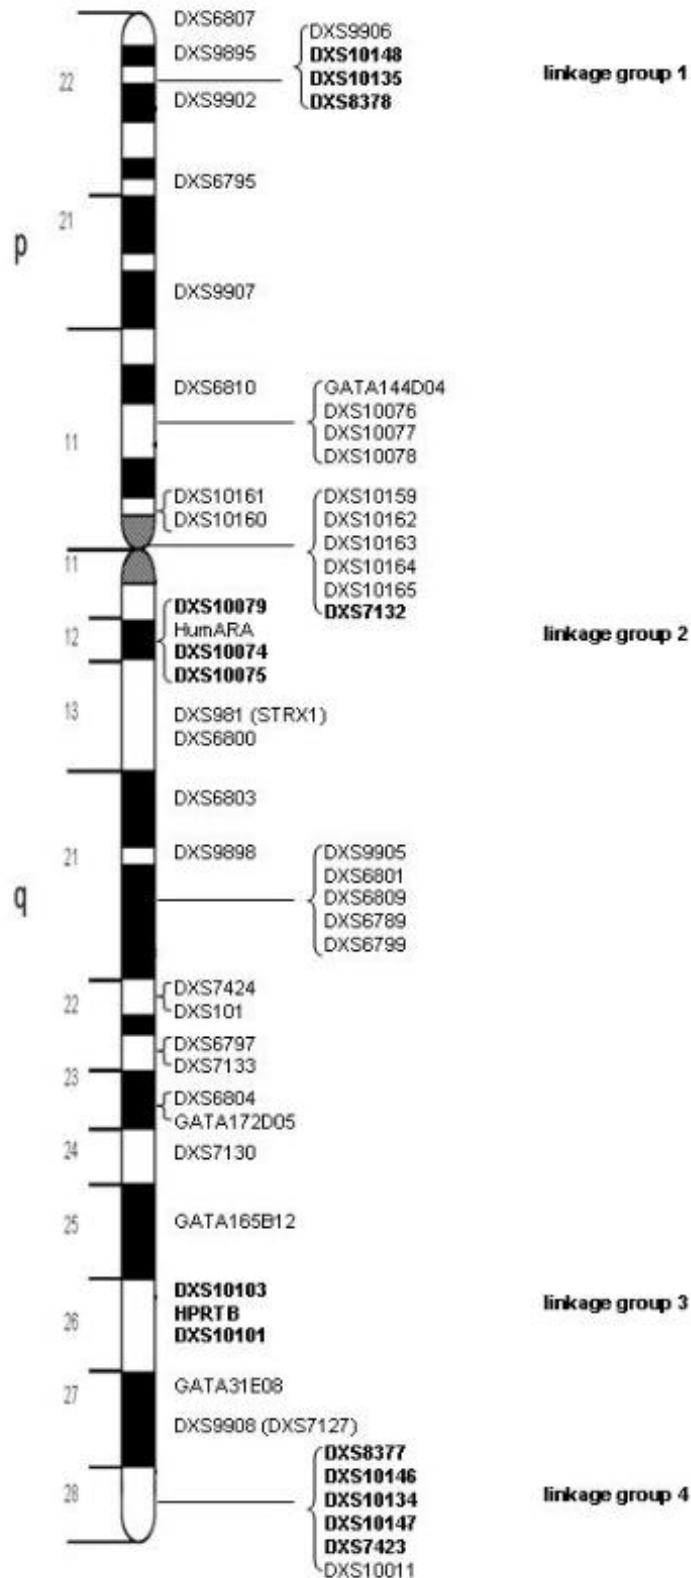 DXS6807
DXS9906
DXS9895
DXS10148
22
DXS10135
linkage group 1
DXS9902
DXS8378
DXS6795
21
p
DXS9907
DXS6810
GATA144D04
DXS10076
11
DXS10077
DXS10078
DXS10161
DXS10159
DXS10160
DXS10162
DXS10163
11
DXS10164
DXS10165
DXS10079
DXS7132
12
HumARA
linkage group 2
DXS10074
DXS10075
13
DXS981 (STRX1)
DXS6800
DXS6803
21
DXS9898
DXS9905
DXS6801
q
DXS6809
DXS6789
DXS6799
22
DXS7424
DXS101
DXS6797
DXS7133
23
DXS6804
GATA172D05
24
DXS7130
25
GATA165B12
DXS10103
26
HPRTB
linkage group 3
DXS10101
27
GATA31E08
DXS9908 (DXS7127)
DXS8377
DXS10146
28
DXS10134
linkage group 4
DXS10147
DXS7423
DXS10011